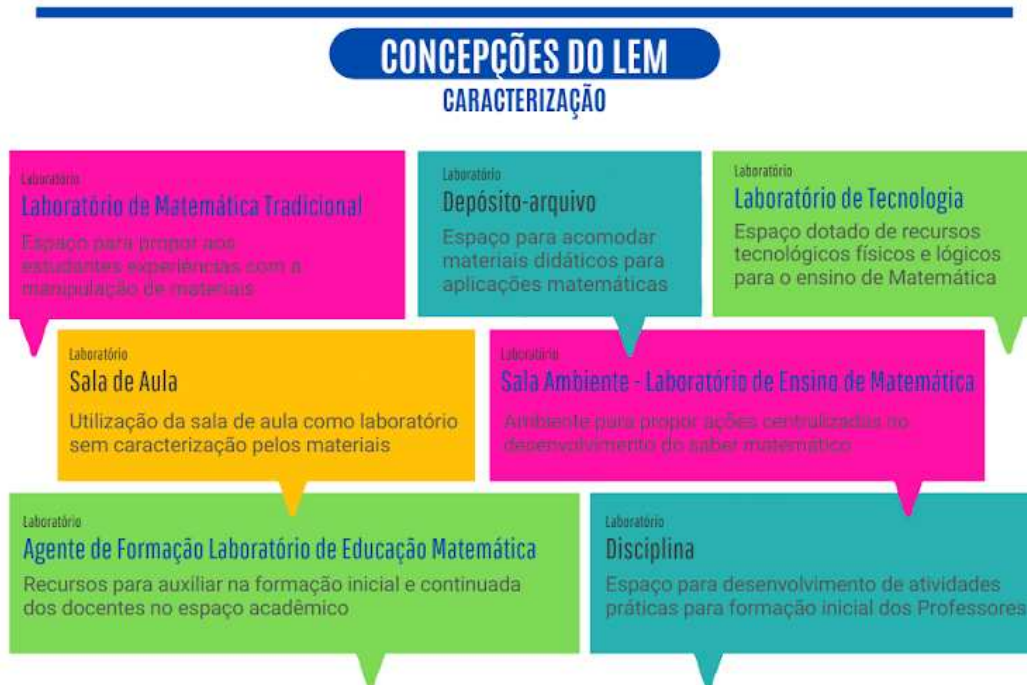 CONCEPÇÕES DO LEM
CARACTERIZAÇÃO
Laboratório
Laboratório de Matemática Tradicional
Espaço para propor aos
estudantes experiências com a
manipulação de materiais
Laboratório
Depósito-arquivo
Espaço para acomodar
materiais didáticos para
aplicações matemáticas
Laboratório
Laboratório de Tecnologia
Espaço dotado de recursos
tecnológicos físicos e lógicos
para o ensino de Matemática
Laboratório
Sala de Aula
Utilização da sala de aula como laboratório
sem caracterização pelos materiais
Laboratório
Sala Ambiente - Laboratório de Ensino de Matemática
Ambiente para propor ações centralizadas no
desenvolvimento do saber matemático
Laboratório
Agente de Formação Laboratório de Educação Matemática
Recursos para auxiliar na formação inicial e continuada
dos docentes no espaço acadêmico
Laboratório
Disciplina
Espaço para desenvolvimento de atividades
práticas para formação inicial dos Professores